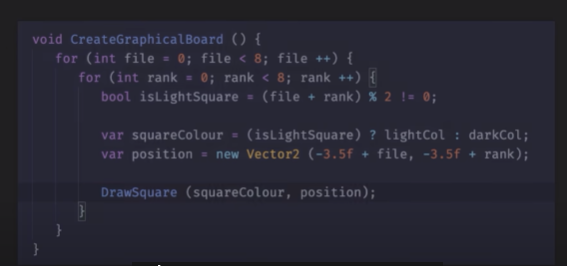 void CreateGraphicalBoard () {
for (int file = 0; file < 8; file ++) {
for (int rank = 0; rank < 8; rank ++) {
bool isLightSquare = (file + rank) % 2 != 0;
var squareColour = (isLightSquare) ? lightCol : darkCol;
var position = new Vector2 (-3.5f + file, -3.5f + rank);
DrawSquare (squareColour, position);
}
}
}